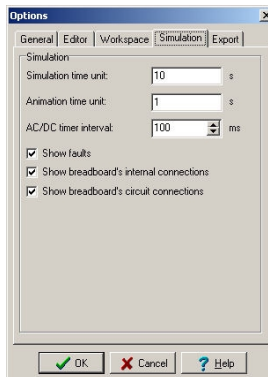 Options
General Editor Workspace Simulation Export
Simulation
Simulation time unit: 10 s
Animation time unit: 1 s
AC/DC timer interval: 100 ms
Show faults
Show breadboard's internal connections
Show breadboard's circuit connections
OK Cancel ? Help